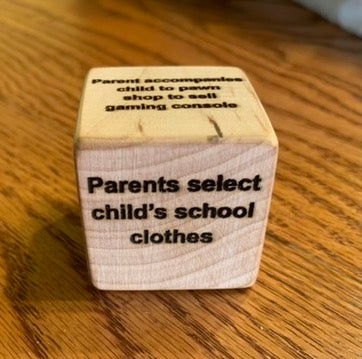 Parent accompanies
child to pawn
shop to sell
gaming console
Parents select
child's school
clothes